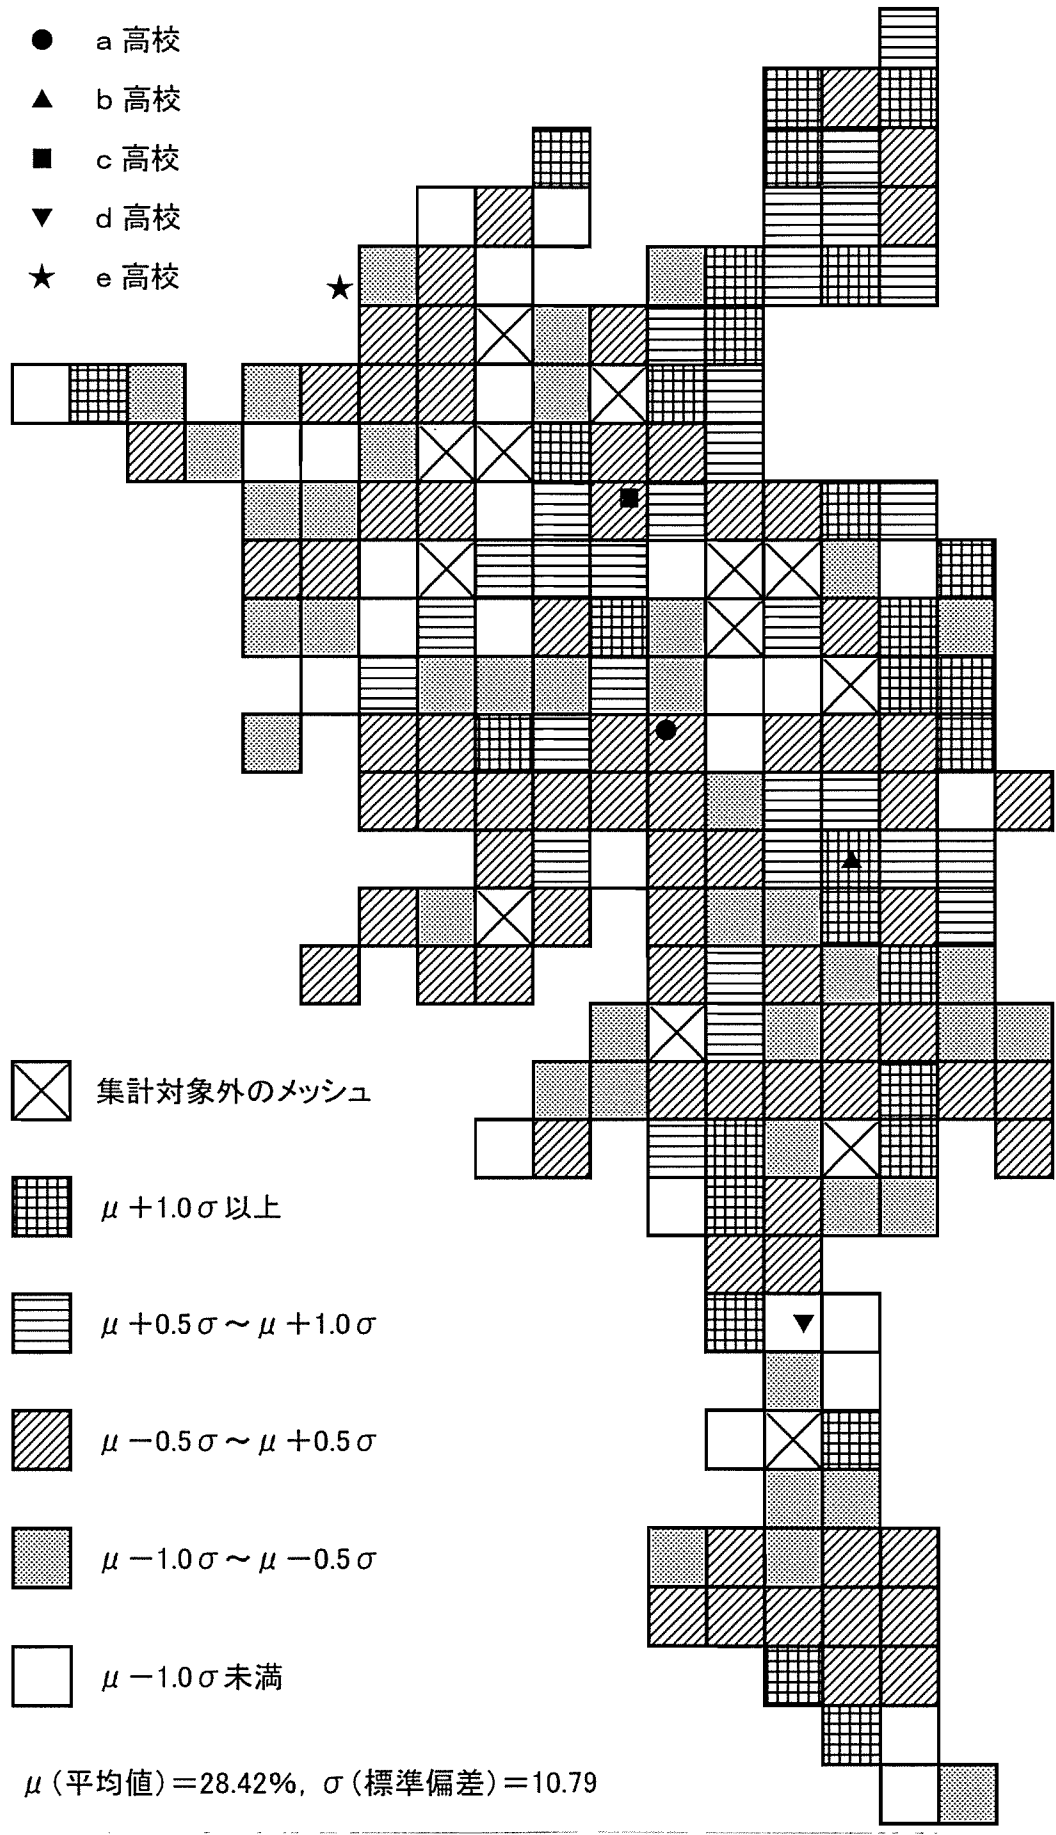 ● a 高校
▲ b 高校
■ c 高校
▼ d 高校
★ e 高校
集計対象外のメッシュ
μ+1.0σ以上
μ+0.5σ~μ+1.0σ
μ-0.5σ~μ+0.5σ
μ-1.0σ~μ-0.5σ
μ-1.0σ未満
μ(平均値)=28.42%, σ(標準偏差)=10.79